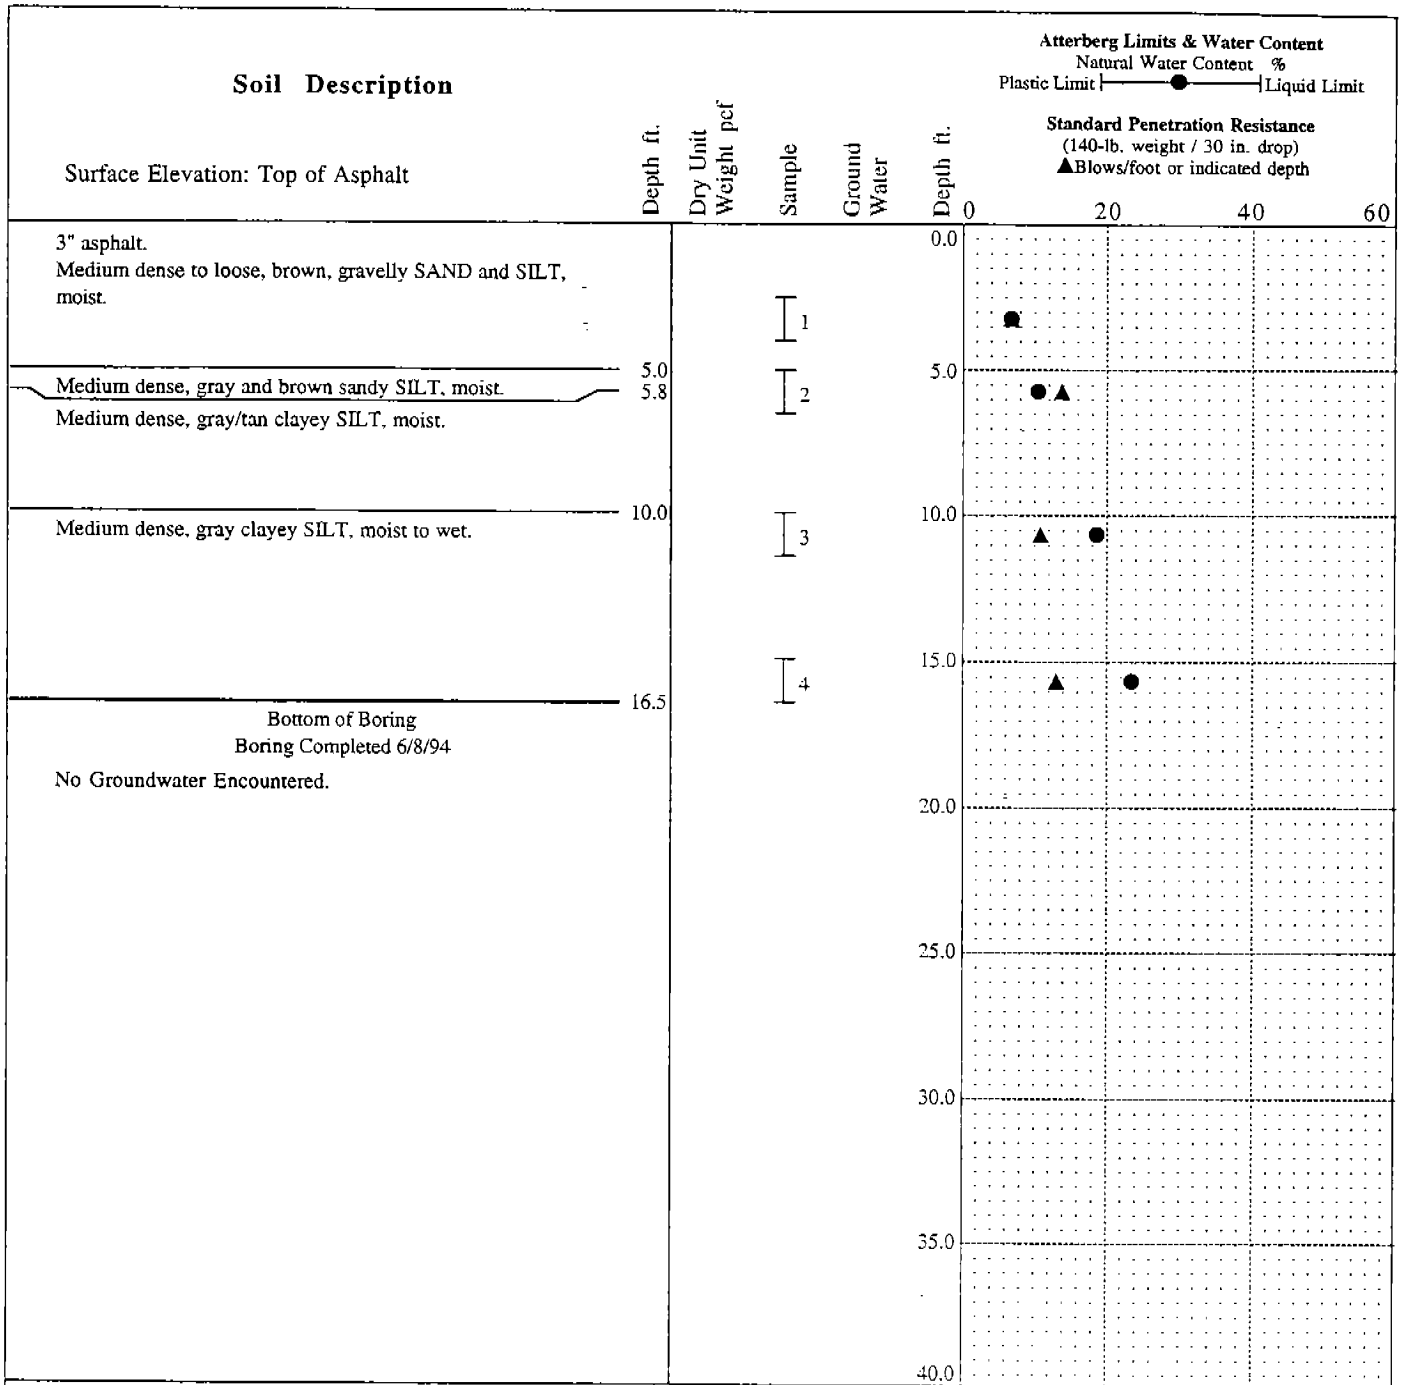 Soil Description
Surface Elevation: Top of Asphalt
Depth ft.
Dry Unit
Weight pcf
Sample
Ground
Water
Depth ft.
Atterberg Limits & Water Content
Natural Water Content %
Plastic Limit
Liquid Limit
Standard Penetration Resistance
(140-lb. weight / 30 in. drop)
▲Blows/foot or indicated depth
0 20 40 60
3" asphalt.
Medium dense to loose, brown, gravelly SAND and SILT,
moist.
Medium dense, gray and brown sandy SILT, moist.
Medium dense, gray/tan clayey SILT, moist.
Medium dense, gray clayey SILT, moist to wet.
Bottom of Boring
Boring Completed 6/8/94
No Groundwater Encountered.
5.0
5.8
10.0
16.5
1
2
3
4
0.0
5.0
10.0
15.0
20.0
25.0
30.0
35.0
40.0